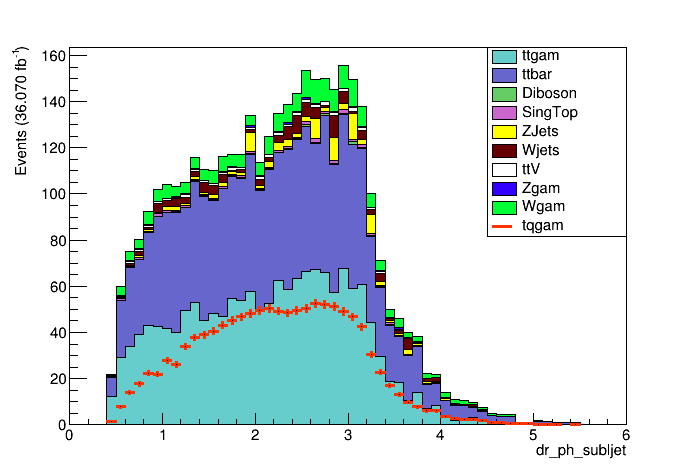 Events (36.070 fb⁻¹)
160
140
120
100
80
60
40
20
0
0 1 2 3 4 5 6
dr_ph_subljet
ttgam
ttbar
Diboson
SingTop
ZJets
Wjets
ttV
Zgam
Wgam
tqgam